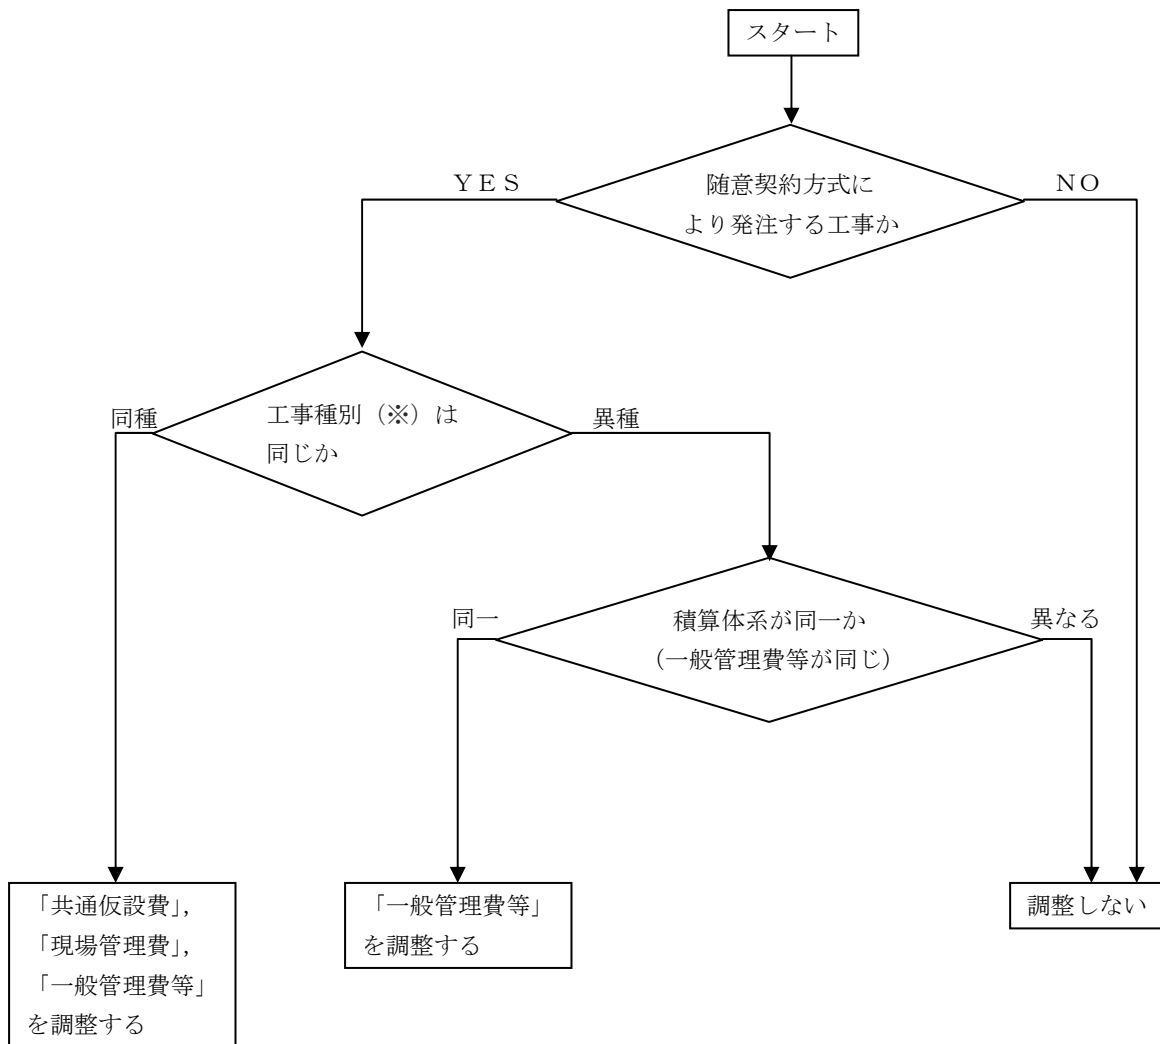 スタート
随意契約方式に
より発注する工事か
ＹＥＳ
ＮＯ
工事種別（※）は
同じか
同種
異種
積算体系が同一か
（一般管理費等が同じ）
同一
異なる
「共通仮設費」，
「現場管理費」，
「一般管理費等」
を調整する
「一般管理費等」
を調整する
調整しない